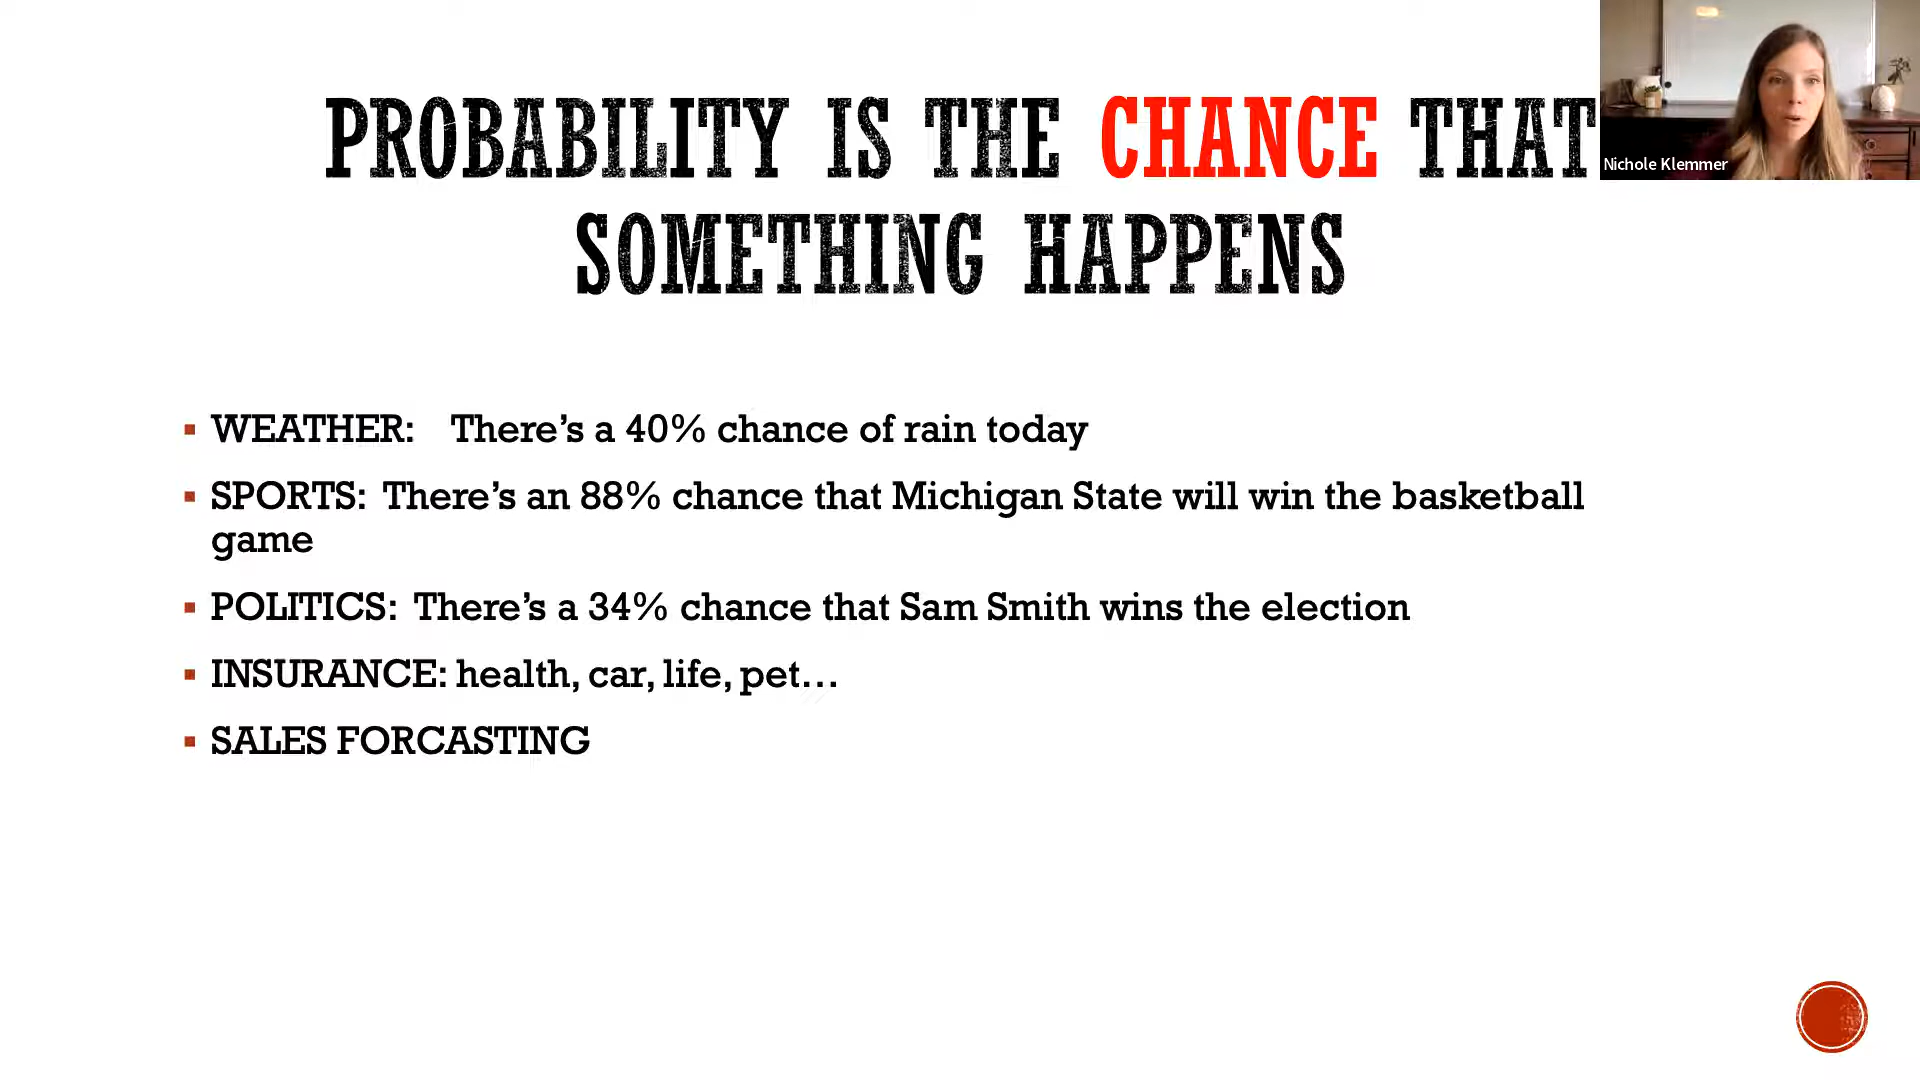 PROBABILITY IS THE CHANCE THAT
SOMETHING HAPPENS
Nichole Klemmer
▪ WEATHER: There’s a 40% chance of rain today
▪ SPORTS: There’s an 88% chance that Michigan State will win the basketball
game
▪ POLITICS: There’s a 34% chance that Sam Smith wins the election
▪ INSURANCE: health, car, life, pet…
▪ SALES FORCASTING